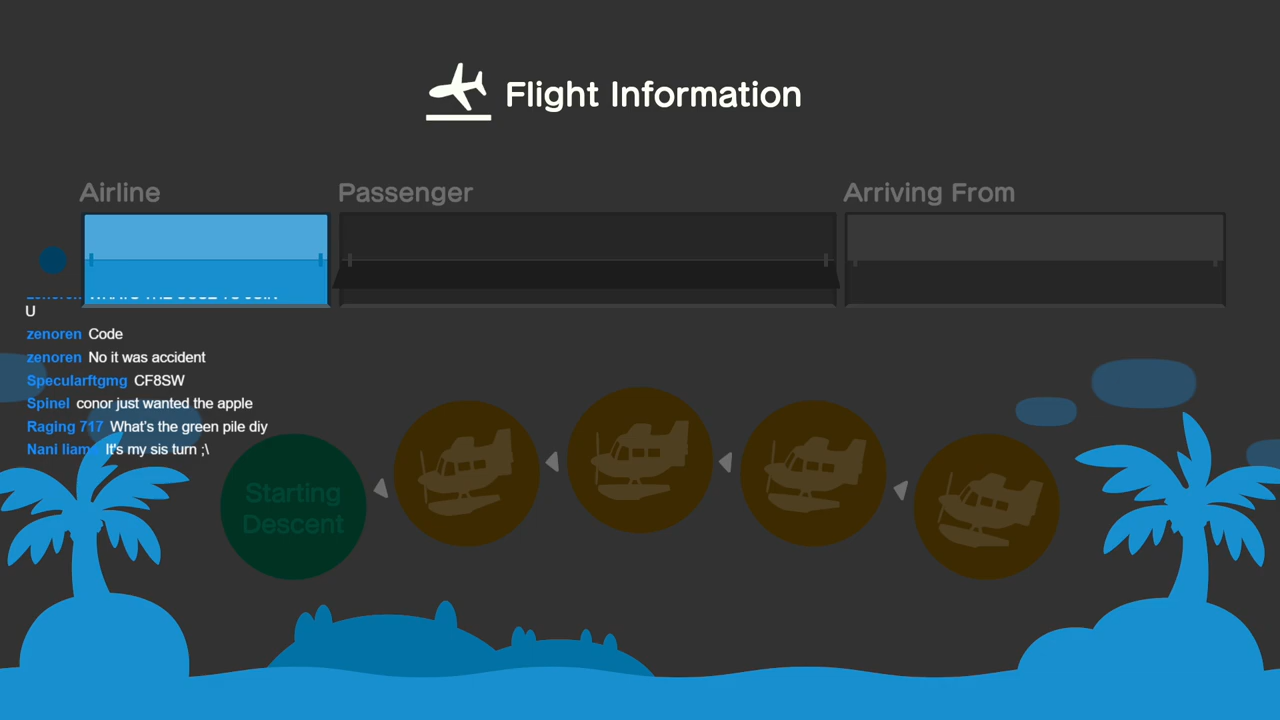 Flight Information
Airline
Passenger
Arriving From
U
zenoren Code
zenoren No it was accident
Specularftgmg CF8SW
Spinel conor just wanted the apple
Raging 717 What's the green pile diy
Nani liam It's my sis turn ;\
Starting
Descent